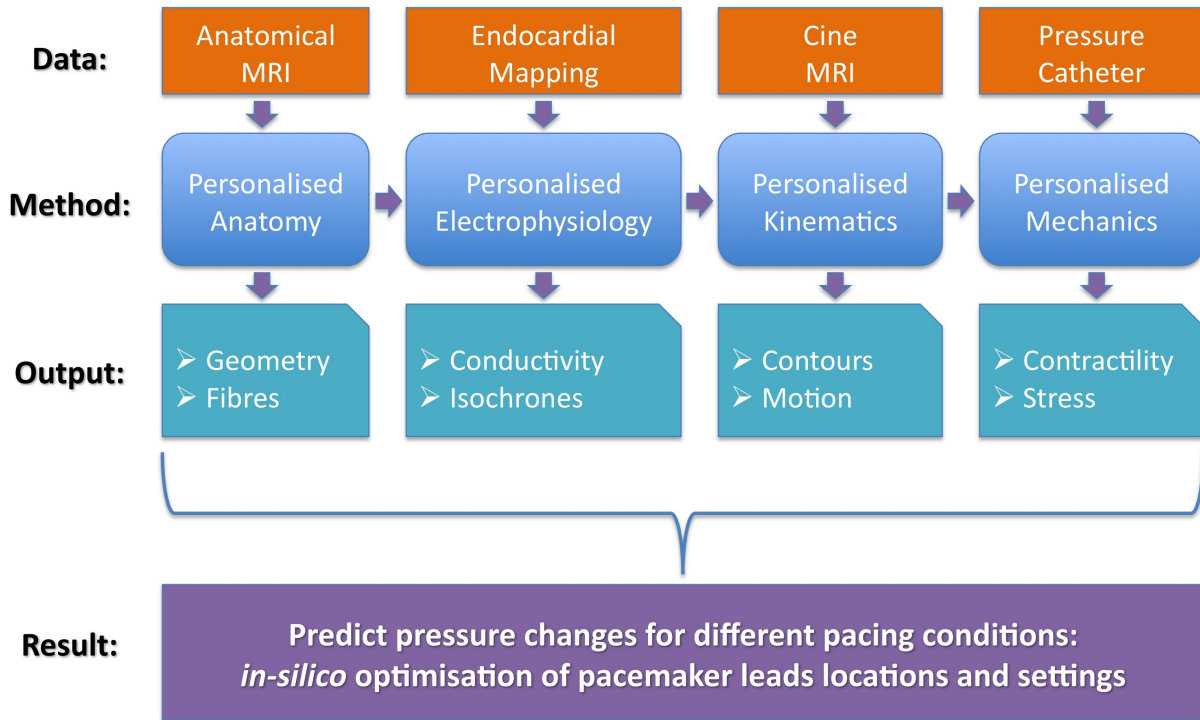 Data:
Anatomical
MRI
Endocardial
Mapping
Cine
MRI
Pressure
Catheter
Method:
Personalised
Anatomy
Personalised
Electrophysiology
Personalised
Kinematics
Personalised
Mechanics
Output:
➢ Geometry
➢ Fibres
➢ Conductivity
➢ Isochrones
➢ Contours
➢ Motion
➢ Contractility
➢ Stress
Result:
Predict pressure changes for different pacing conditions:
in-silico optimisation of pacemaker leads locations and settings